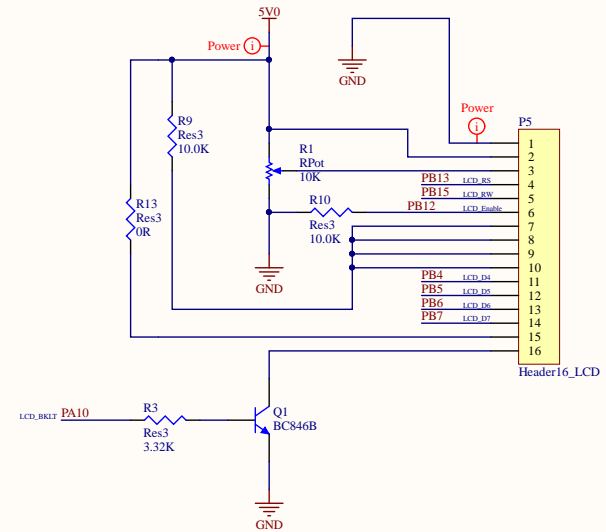 5V0
Power
GND
Power
P5
R9
Res3
10.0K
R1
RPot
10K
R13
Res3
0R
R10
Res3
10.0K
GND
PB13 LCD_RS
PB15 LCD_RW
PB12 LCD_Enable
PB4 LCD_D4
PB5 LCD_D5
PB6 LCD_D6
PB7 LCD_D7
1
2
3
4
5
6
7
8
9
10
11
12
13
14
15
16
Header16_LCD
LCD_BKLT PA10
R3
Res3
3.32K
Q1
BC846B
GND